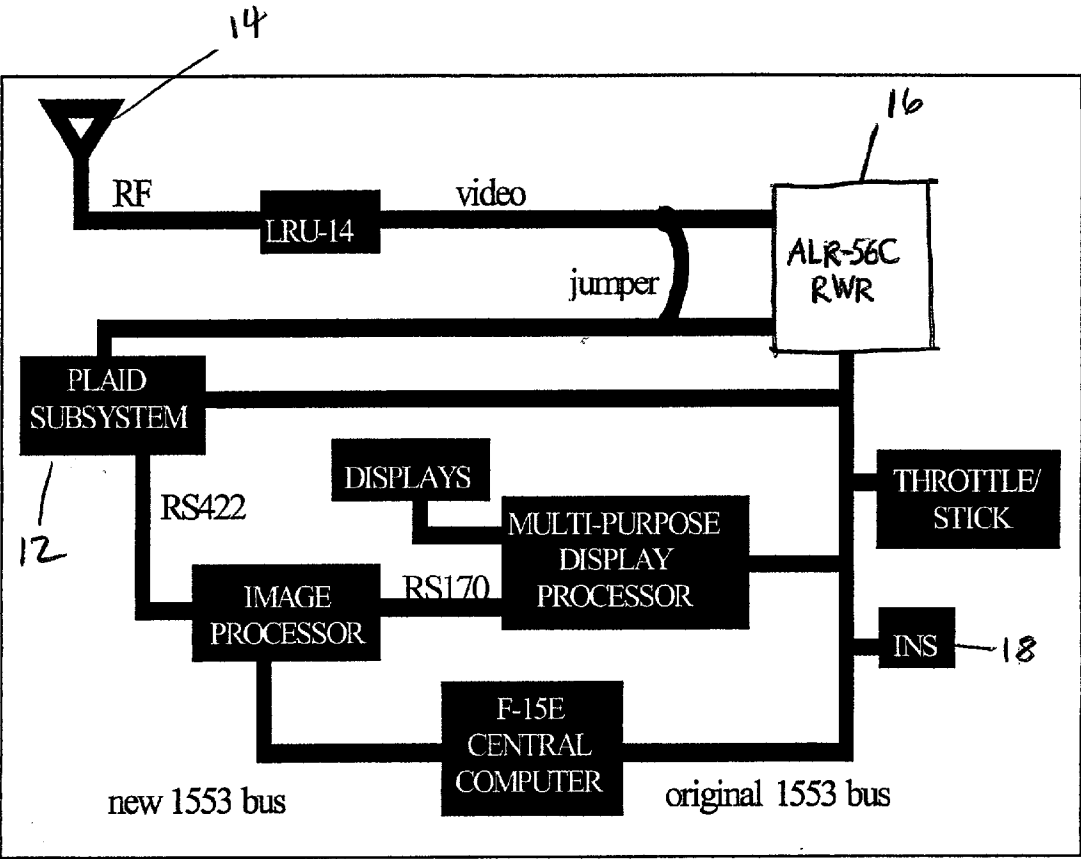 14
16
RF
video
LRU-14
ALR-56C
RWR
jumper
PLAID
SUBSYSTEM
12
RS422
DISPLAYS
THROTTLE/
STICK
MULTI-PURPOSE
DISPLAY
PROCESSOR
RS170
IMAGE
PROCESSOR
INS
18
F-15E
CENTRAL
COMPUTER
new 1553 bus
original 1553 bus